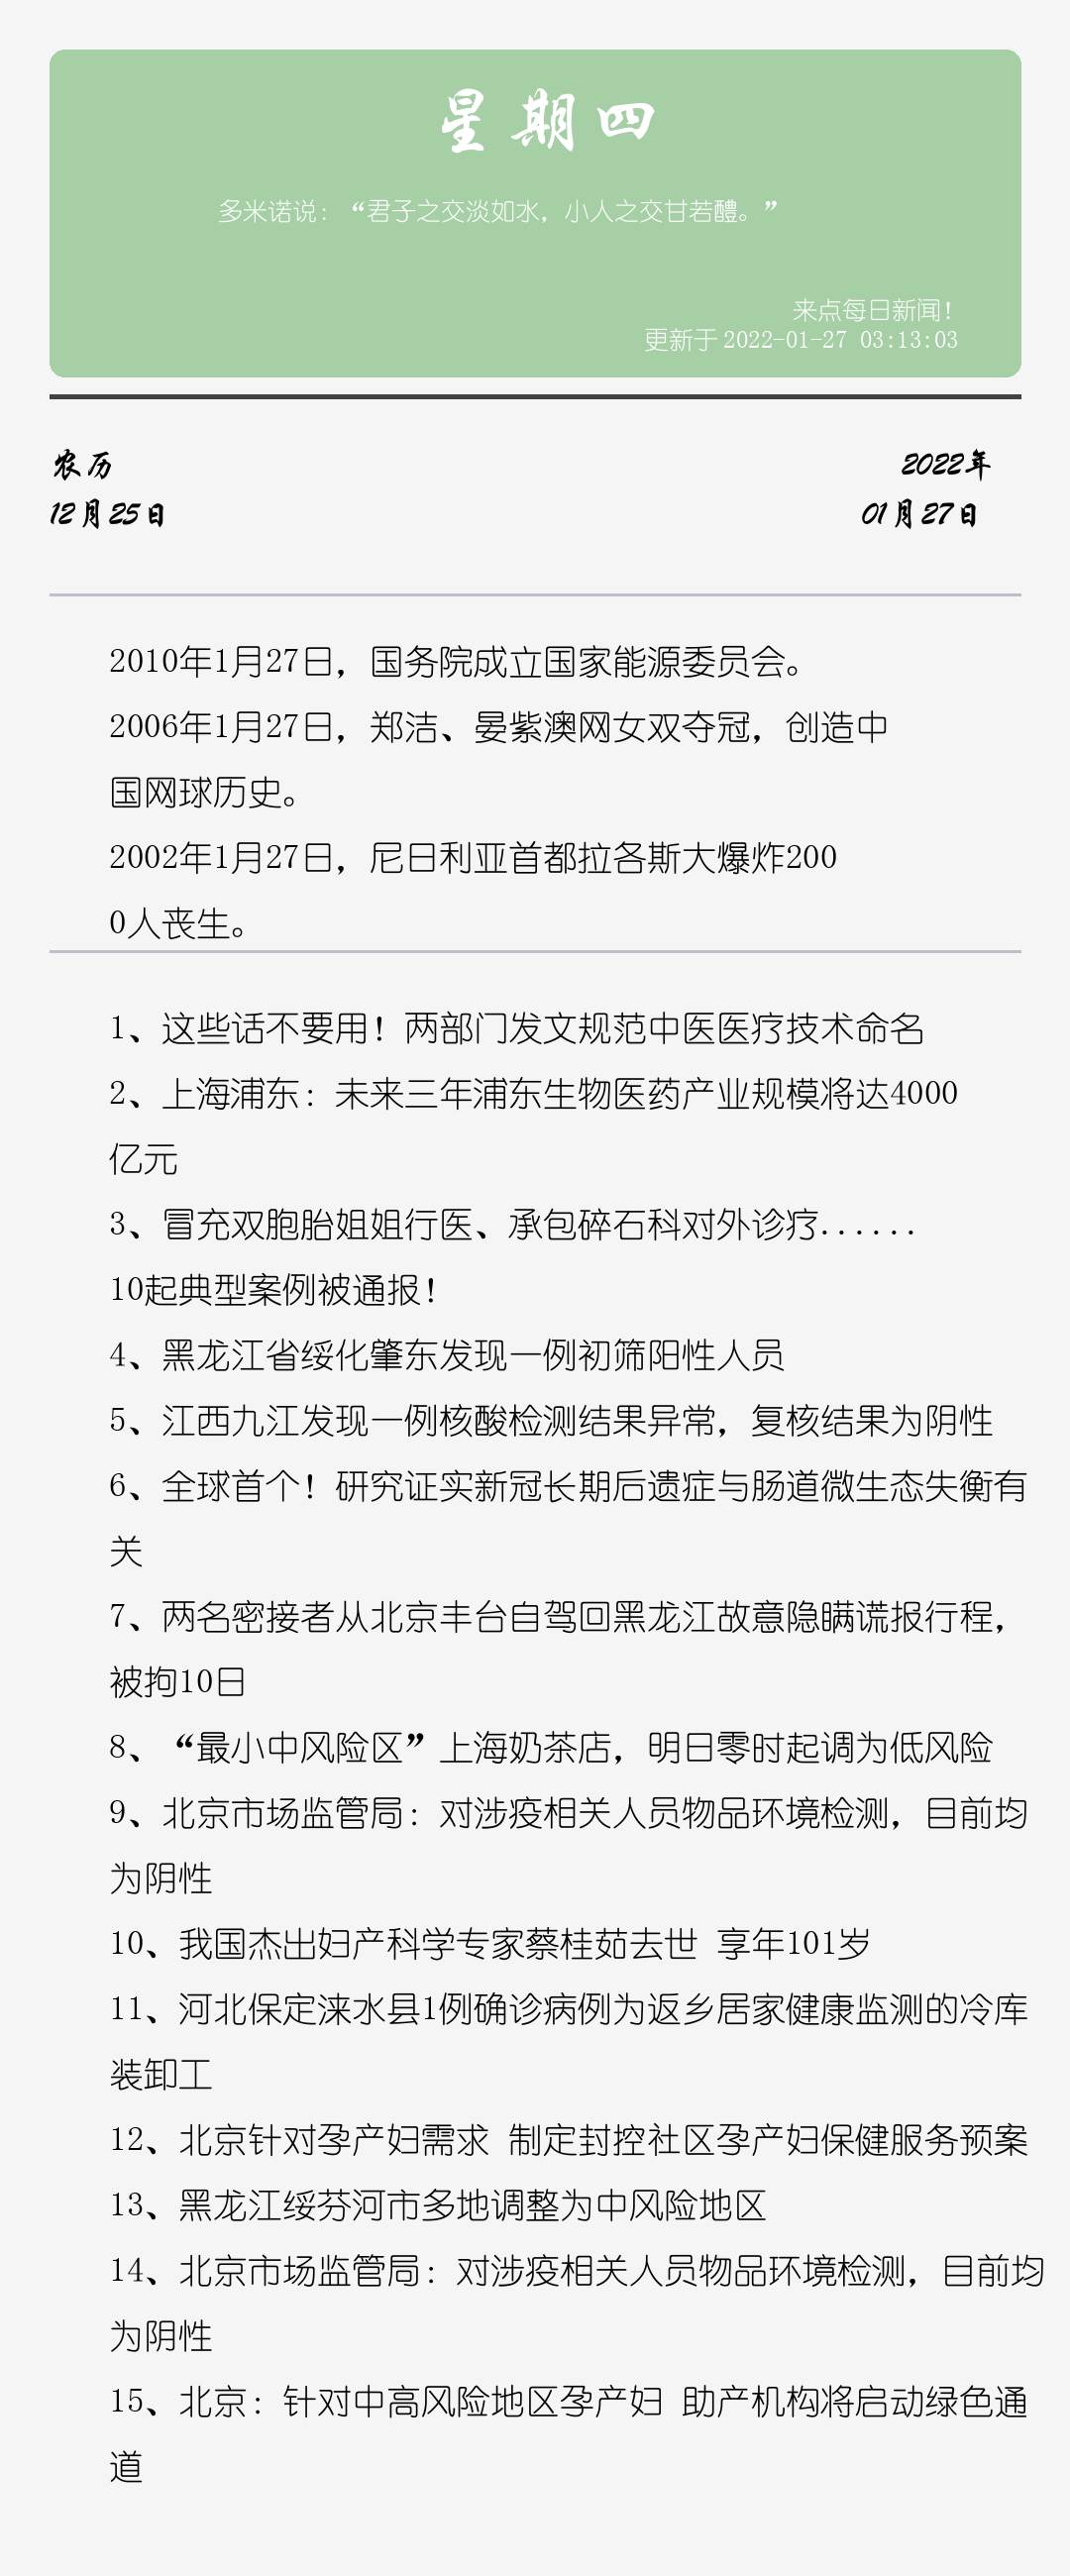 星期四
多米诺说：“君子之交淡如水，小人之交甘若醴。”
来点每日新闻！
更新于 2022-01-27 03:13:03
农历
2022年
12月25日
01月27日
2010年1月27日，国务院成立国家能源委员会。
2006年1月27日，郑洁、晏紫澳网女双夺冠，创造中
国网球历史。
2002年1月27日，尼日利亚首都拉各斯大爆炸200
0人丧生。
1、这些话不要用！两部门发文规范中医医疗技术命名
2、上海浦东：未来三年浦东生物医药产业规模将达4000
亿元
3、冒充双胞胎姐姐行医、承包碎石科对外诊疗......
10起典型案例被通报！
4、黑龙江省绥化肇东发现一例初筛阳性人员
5、江西九江发现一例核酸检测结果异常，复核结果为阴性
6、全球首个！研究证实新冠长期后遗症与肠道微生态失衡有
关
7、两名密接者从北京丰台自驾回黑龙江故意隐瞒谎报行程，
被拘10日
8、“最小中风险区”上海奶茶店，明日零时起调为低风险
9、北京市场监管局：对涉疫相关人员物品环境检测，目前均
为阴性
10、我国杰出妇产科学专家蔡桂茹去世 享年101岁
11、河北保定涞水县1例确诊病例为返乡居家健康监测的冷库
装卸工
12、北京针对孕产妇需求 制定封控社区孕产妇保健服务预案
13、黑龙江绥芬河市多地调整为中风险地区
14、北京市场监管局：对涉疫相关人员物品环境检测，目前均
为阴性
15、北京：针对中高风险地区孕产妇 助产机构将启动绿色通
道